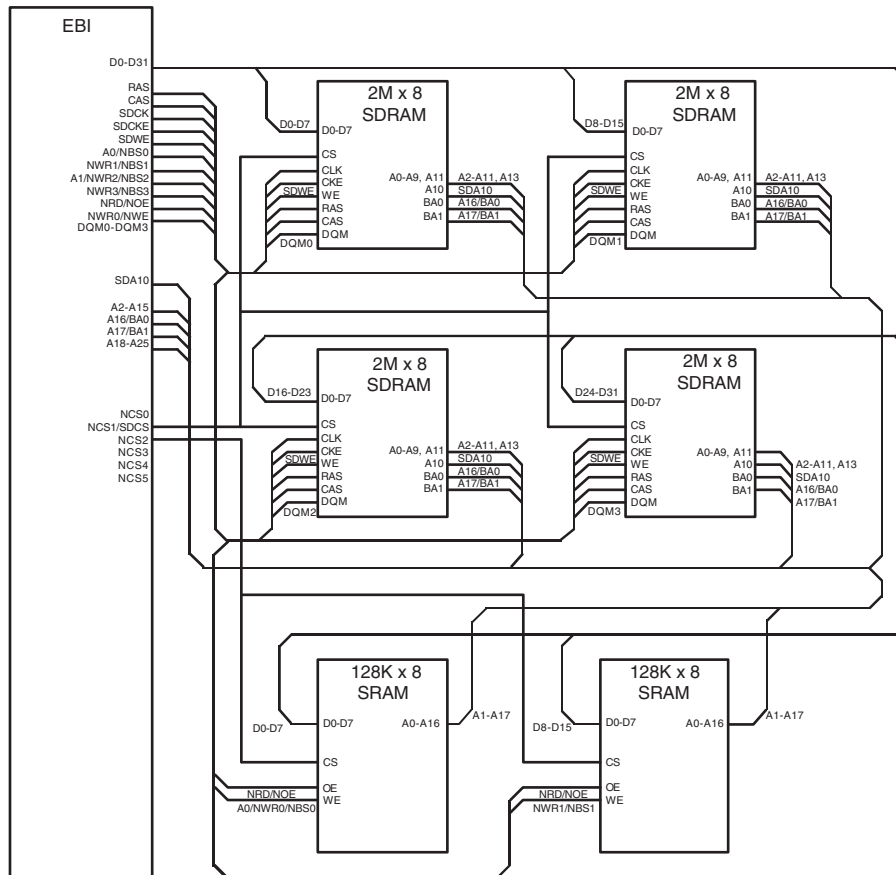 EBI
D0-D31
RAS
CAS
SDCK
SDCKE
SDWE
A0/NBS0
NWR1/NBS1
A1/NWR2/NBS2
NWR3/NBS3
NRD/NOE
NWR0/NWE
DQM0-DQM3
SDA10
A2-A15
A16/BA0
A17/BA1
A18-A25
NCS0
NCS1/SDCS
NCS2
NCS3
NCS4
NCS5
2M x 8
SDRAM
D0-D7
D0-D7
CS
CLK
CKE
SDWE
WE
RAS
CAS
DQM
DQM0
A0-A9, A11
A10
BA0
BA1
A2-A11, A13
SDA10
A16/BA0
A17/BA1
2M x 8
SDRAM
D8-D15
D0-D7
CS
CLK
CKE
SDWE
WE
RAS
CAS
DQM
DQM1
A0-A9, A11
A10
BA0
BA1
A2-A11, A13
SDA10
A16/BA0
A17/BA1
2M x 8
SDRAM
D16-D23
D0-D7
CS
CLK
CKE
SDWE
WE
RAS
CAS
DQM
DQM2
A0-A9, A11
A10
BA0
BA1
A2-A11, A13
SDA10
A16/BA0
A17/BA1
2M x 8
SDRAM
D24-D31
D0-D7
CS
CLK
CKE
SDWE
WE
RAS
CAS
DQM
DQM3
A0-A9, A11
A10
BA0
BA1
A2-A11, A13
SDA10
A16/BA0
A17/BA1
128K x 8
SRAM
D0-D7
D0-D7
A0-A16
A1-A17
CS
OE
NRD/NOE
WE
A0/NWR0/NBS0
128K x 8
SRAM
D8-D15
D0-D7
A0-A16
A1-A17
CS
OE
NRD/NOE
WE
NWR1/NBS1